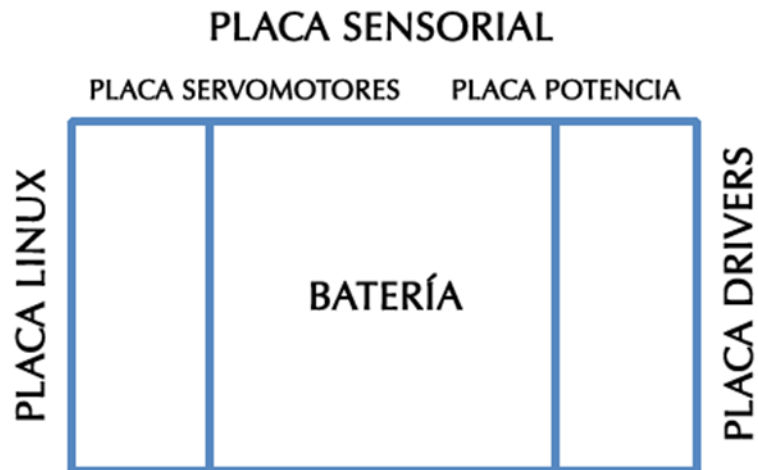 PLACA SENSORIAL
PLACA SERVOMOTORES PLACA POTENCIA
PLACA LINUX
BATERÍA
PLACA DRIVERS